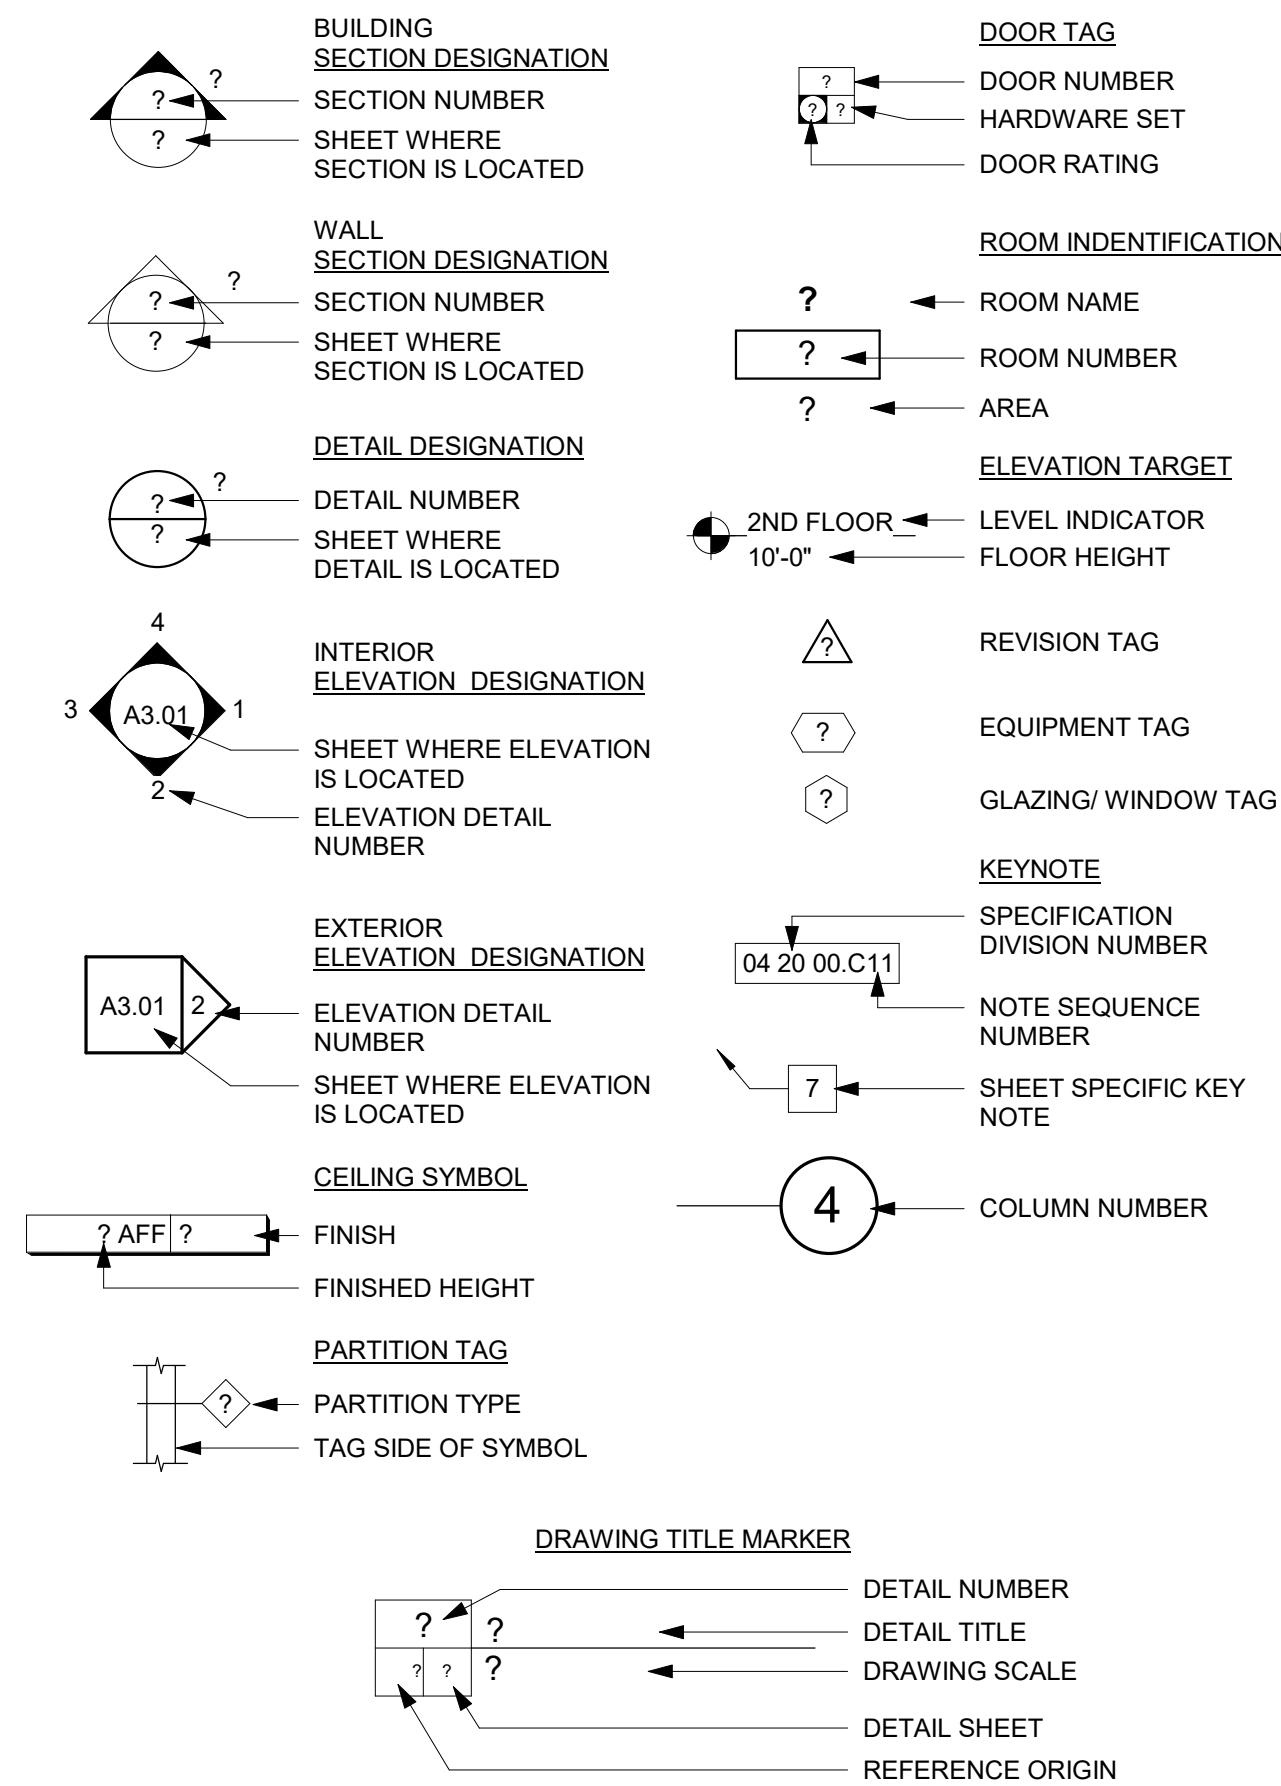 BUILDING
SECTION DESIGNATION
?
?
SECTION NUMBER
?
SHEET WHERE
SECTION IS LOCATED
WALL
SECTION DESIGNATION
?
?
SECTION NUMBER
?
SHEET WHERE
SECTION IS LOCATED
DETAIL DESIGNATION
?
?
DETAIL NUMBER
?
SHEET WHERE
DETAIL IS LOCATED
4
INTERIOR
ELEVATION DESIGNATION
3
A3.01
1
SHEET WHERE ELEVATION
IS LOCATED
2
ELEVATION DETAIL
NUMBER
EXTERIOR
ELEVATION DESIGNATION
A3.01
2
ELEVATION DETAIL
NUMBER
SHEET WHERE ELEVATION
IS LOCATED
CEILING SYMBOL
? AFF
?
FINISH
FINISHED HEIGHT
PARTITION TAG
?
PARTITION TYPE
TAG SIDE OF SYMBOL
DOOR TAG
?
DOOR NUMBER
?
?
HARDWARE SET
DOOR RATING
ROOM INDENTIFICATION
?
ROOM NAME
?
ROOM NUMBER
?
AREA
ELEVATION TARGET
2ND FLOOR
LEVEL INDICATOR
10'-0"
FLOOR HEIGHT
?
REVISION TAG
?
EQUIPMENT TAG
?
GLAZING/ WINDOW TAG
KEYNOTE
SPECIFICATION
DIVISION NUMBER
04 20 00.C11
NOTE SEQUENCE
NUMBER
7
SHEET SPECIFIC KEY
NOTE
4
COLUMN NUMBER
DRAWING TITLE MARKER
DETAIL NUMBER
?
?
DETAIL TITLE
?
?
?
DRAWING SCALE
DETAIL SHEET
REFERENCE ORIGIN